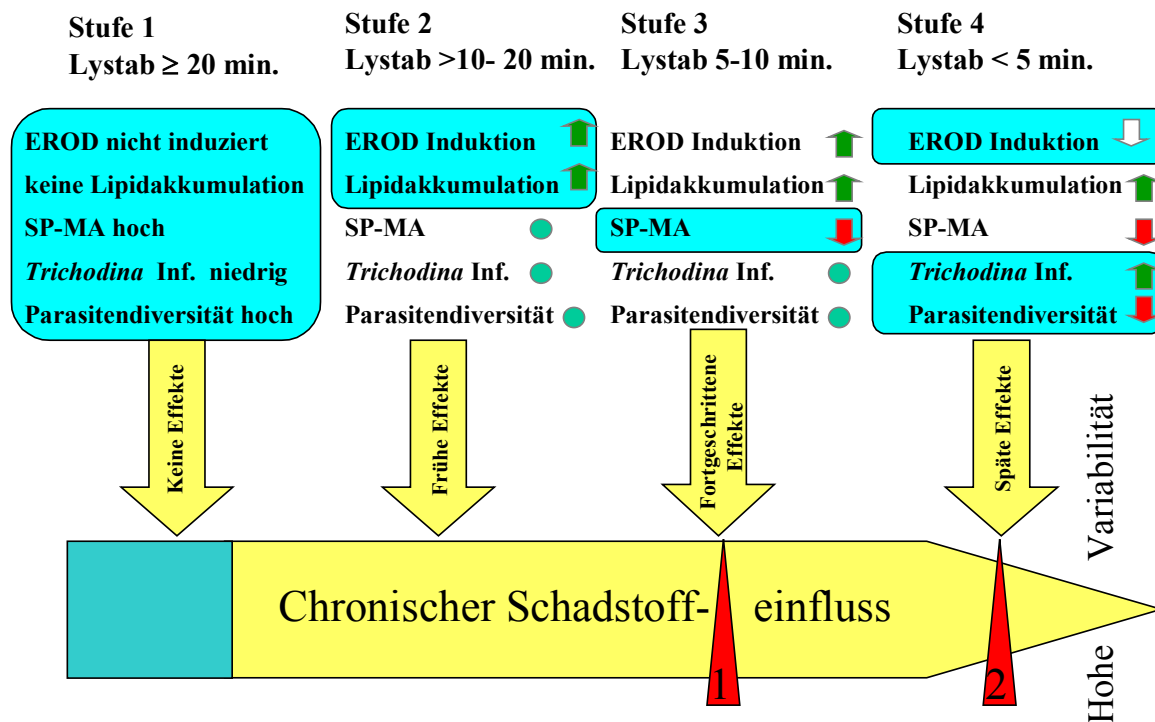 Stufe 1
Lystab ≥ 20 min.
EROD nicht induziert
keine Lipidakkumulation
SP-MA hoch
Trichodina Inf. niedrig
Parasitendiversität hoch
Keine Effekte
Stufe 2
Lystab >10- 20 min.
EROD Induktion
Lipidakkumulation
SP-MA
Trichodina Inf.
Parasitendiversität
Frühe Effekte
Stufe 3
Lystab 5-10 min.
EROD Induktion
Lipidakkumulation
SP-MA
Trichodina Inf.
Parasitendiversität
Fortgeschrittene
Effekte
Stufe 4
Lystab < 5 min.
EROD Induktion
Lipidakkumulation
SP-MA
Trichodina Inf.
Parasitendiversität
Späte Effekte
Chronischer Schadstoff- einfluss
1
2
Hohe Variabilität